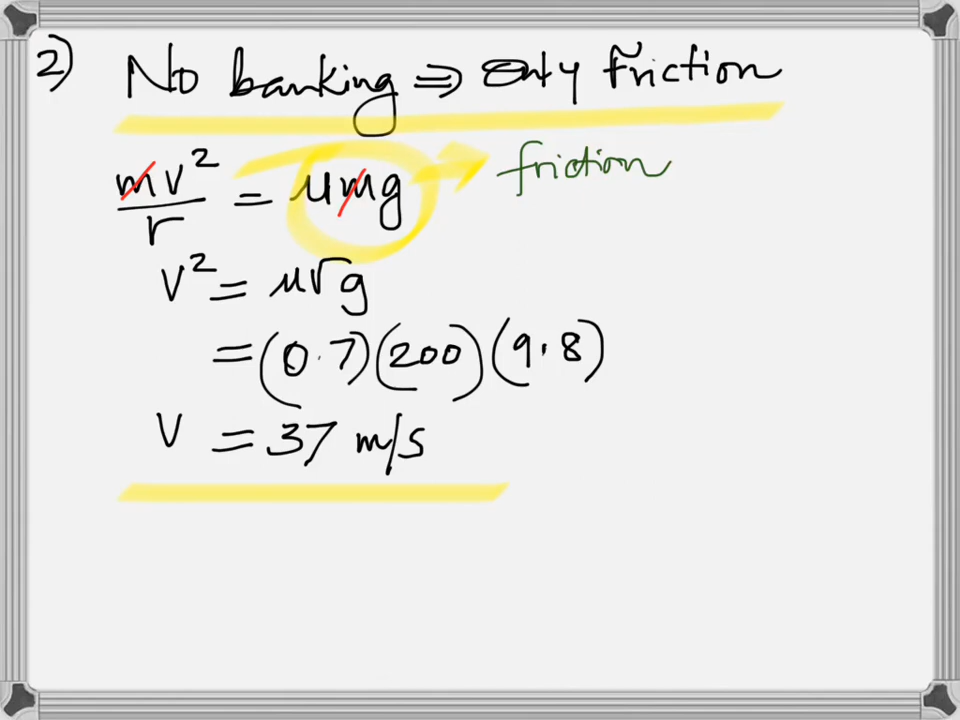 2) No banking ⇒ Only friction
mv²/r = μmg → friction
v² = μrg
= (0.7)(200)(9.8)
v = 37 m/s